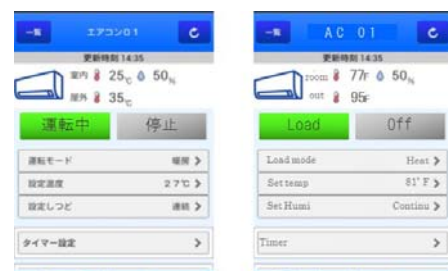 一覧 エアコン01
更新時刻 14:35
室内 25℃ 50%
屋外 35℃
運転中 停止
運転モード 暖房 >
設定温度 27℃ >
設定しつど 連続 >
タイマー設定 >
一覧 AC 01
更新時刻 14:35
room 77F 50%
out 95F
Load Off
Load mode Heat >
Set temp 81°F >
Set Humi Continu >
Timer >